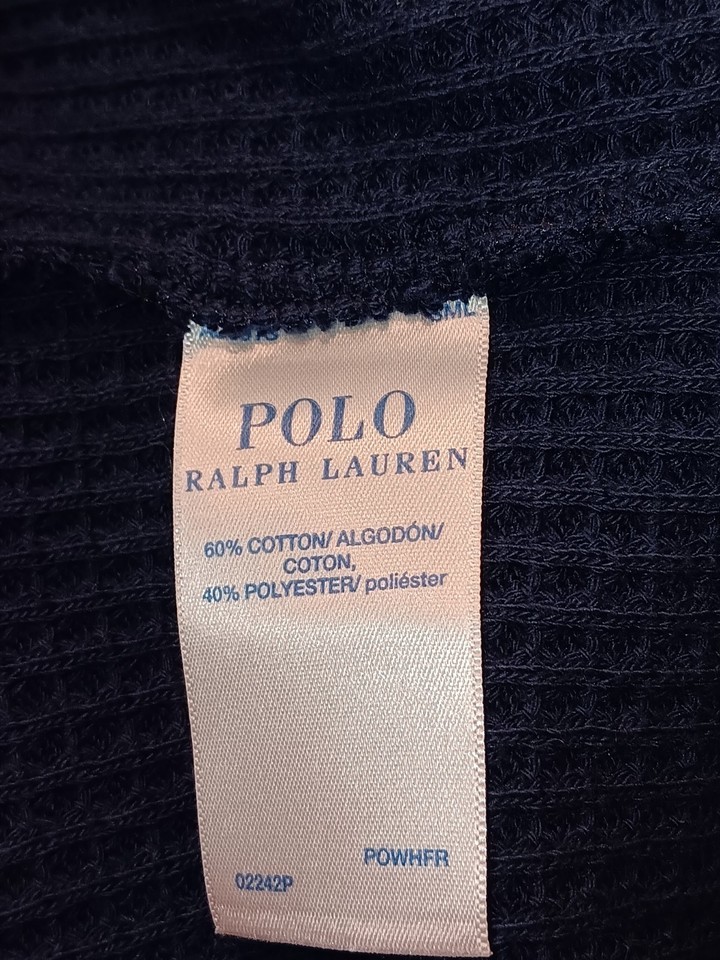 POLO
RALPH LAUREN
60% COTTON/ ALGODÓN/
COTON,
40% POLYESTER/ poliéster
POWHFR
02242P